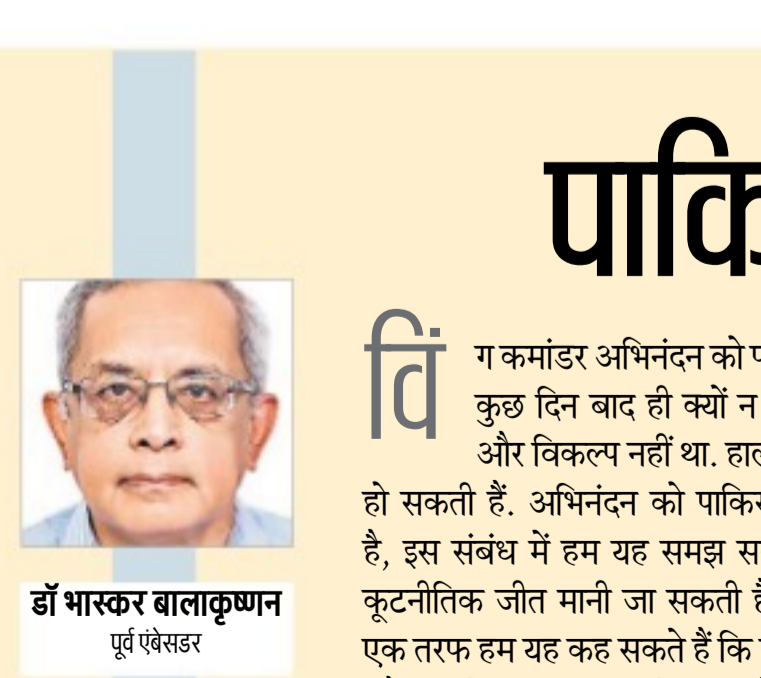 पाकि
विं
ग कमांडर अभिनंदन को
कुछ दिन बाद ही क्यों न
और विकल्प नहीं था.
हो सकती हैं. अभिनंदन को
है, इस संबंध में हम यह समझ
कूटनीतिक जीत मानी जा सकती
एक तरफ हम यह कह सकते हैं कि
डॉ भास्कर बालाकृष्णन
पूर्व एंबेसडर